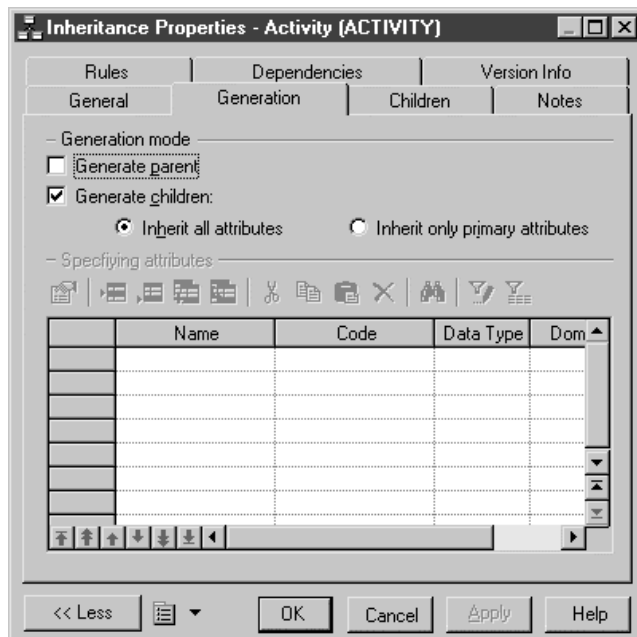 Inheritance Properties - Activity (ACTIVITY)
Rules Dependencies Version Info
General Generation Children Notes
Generation mode
Generate parent
Generate children:
Inherit all attributes Inherit only primary attributes
Specfiying attributes
Name Code Data Type Dom
<< Less OK Cancel Apply Help